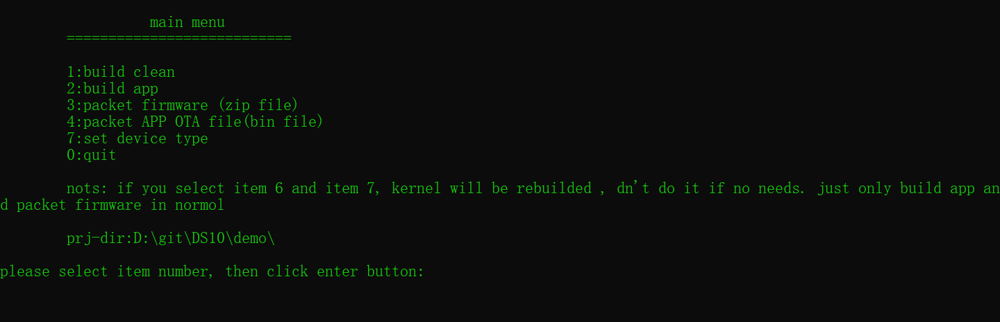 main menu
===========================
1:build clean
2:build app
3:packet firmware (zip file)
4:packet APP OTA file(bin file)
7:set device type
0:quit
nots: if you select item 6 and item 7, kernel will be rebuilded , dn't do it if no needs. just only build app an
d packet firmware in normol
prj-dir:D:\git\DS10\demo\
please select item number, then click enter button: